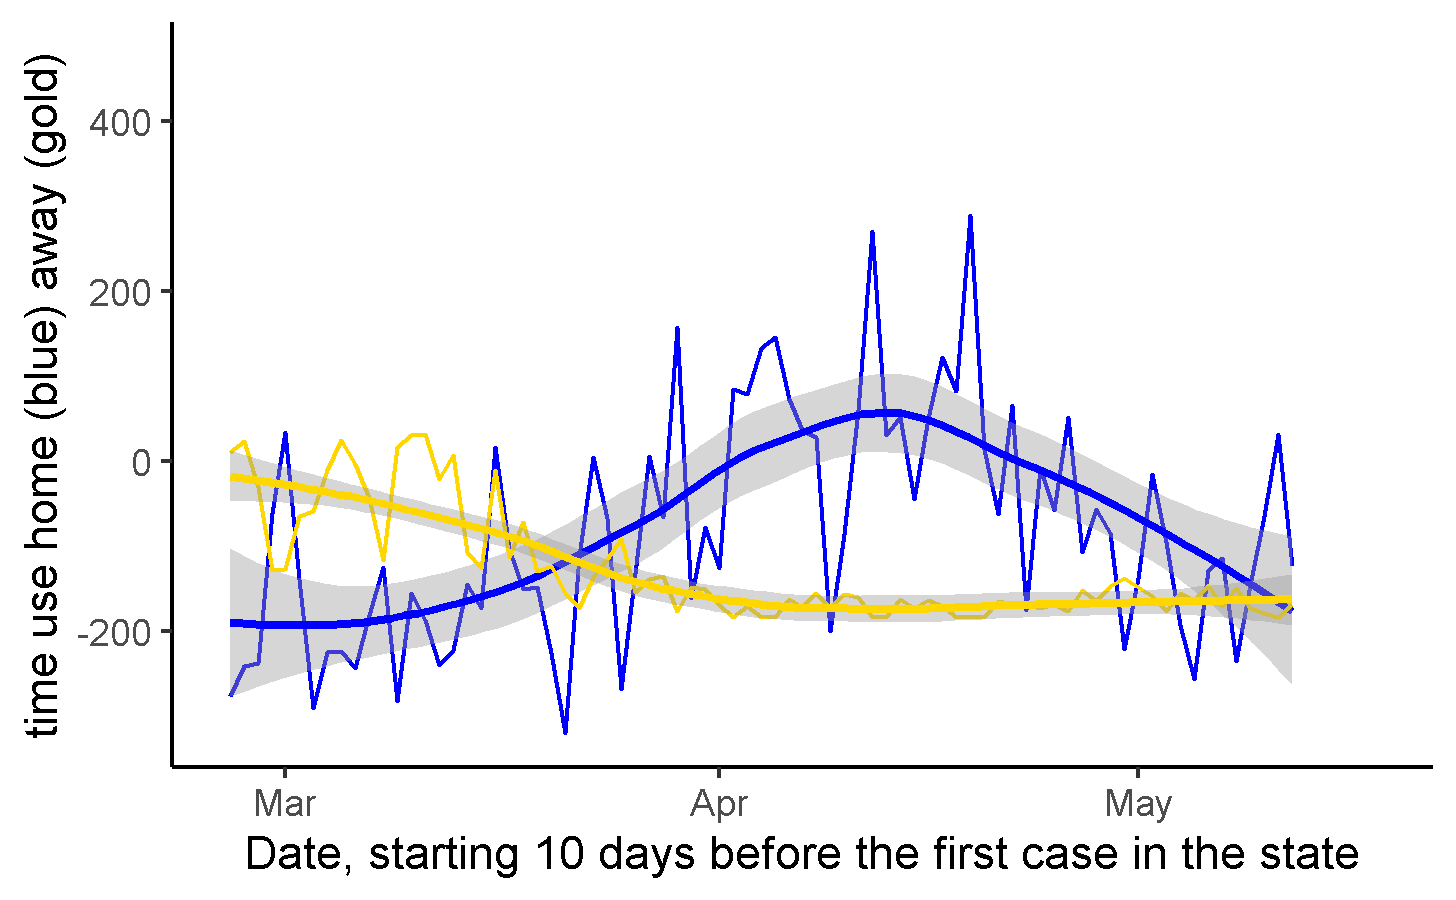 time use home (blue) away (gold)
400
200
0
-200
Mar
Apr
May
Date, starting 10 days before the first case in the state